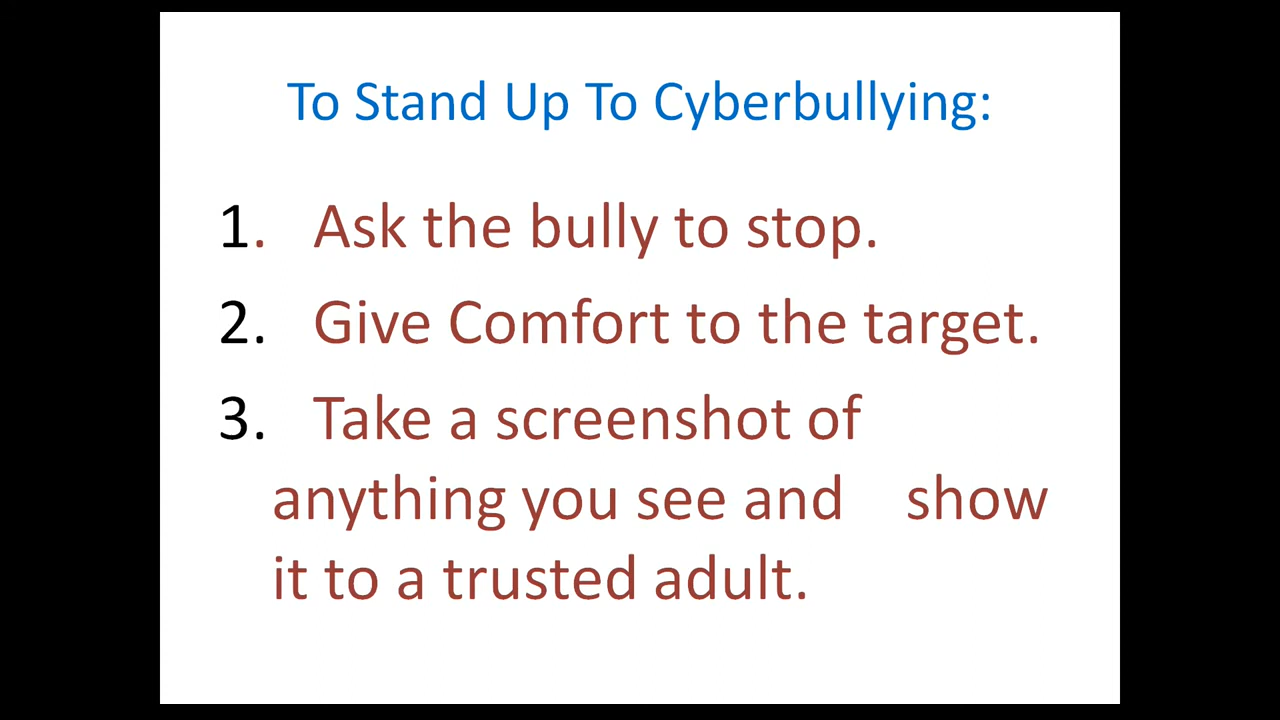 To Stand Up To Cyberbullying:
1. Ask the bully to stop.
2. Give Comfort to the target.
3. Take a screenshot of
anything you see and show
it to a trusted adult.